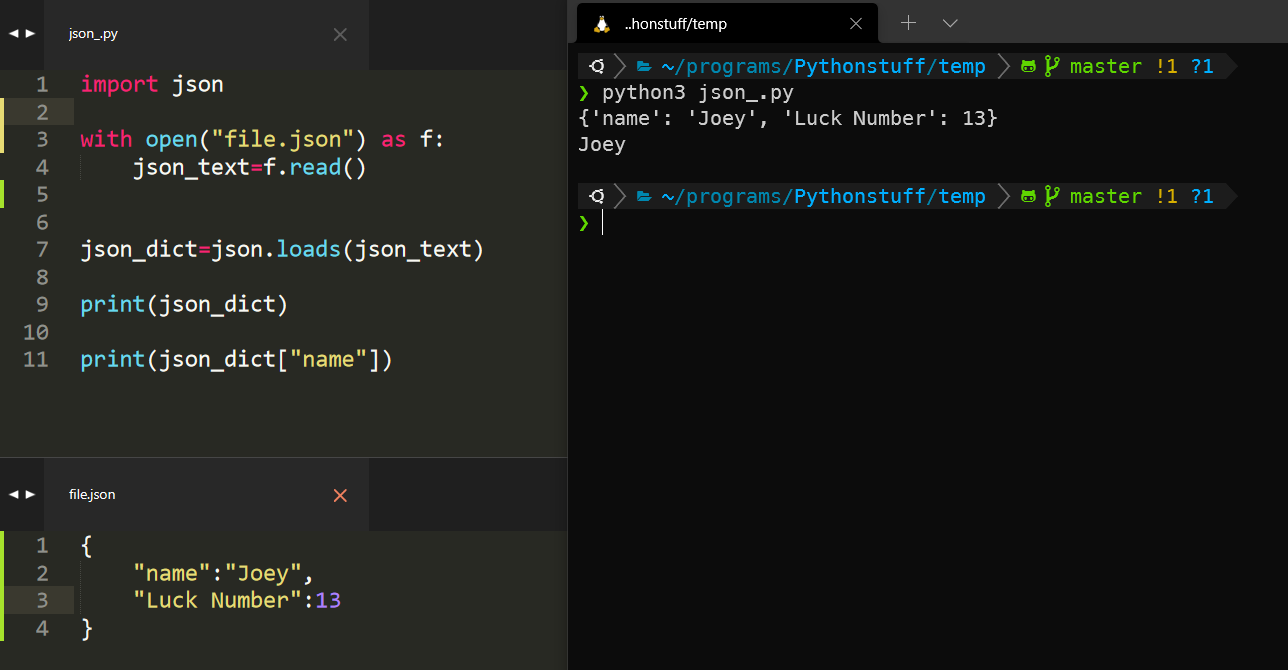 json_.py
1 import json
2
3 with open("file.json") as f:
4     json_text=f.read()
5
6
7 json_dict=json.loads(json_text)
8
9 print(json_dict)
10
11 print(json_dict["name"])
file.json
1 {
2     "name":"Joey",
3     "Luck Number":13
4 }
..honstuff/temp
~/programs/Pythonstuff/temp master !1 ?1
❯ python3 json_.py
{'name': 'Joey', 'Luck Number': 13}
Joey
~/programs/Pythonstuff/temp master !1 ?1
❯